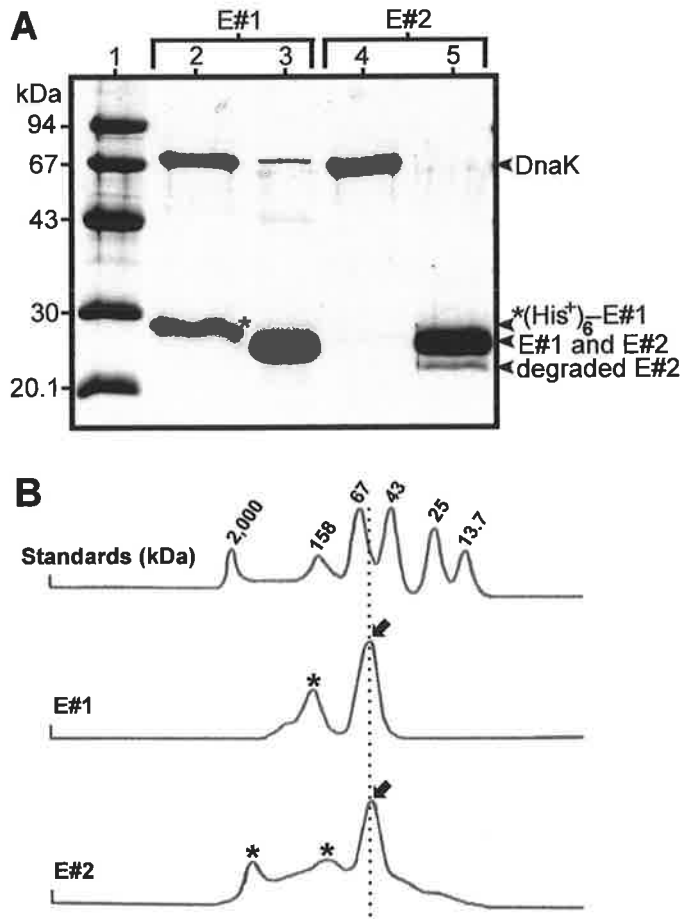 A
E#1
E#2
1 2 3 4 5
kDa
94
67
DnaK
43
30
*(His+)6–E#1
E#1 and E#2
20.1
degraded E#2
*
B
2,000 158 67 43 25 13.7
Standards (kDa)
*
E#1
* *
E#2